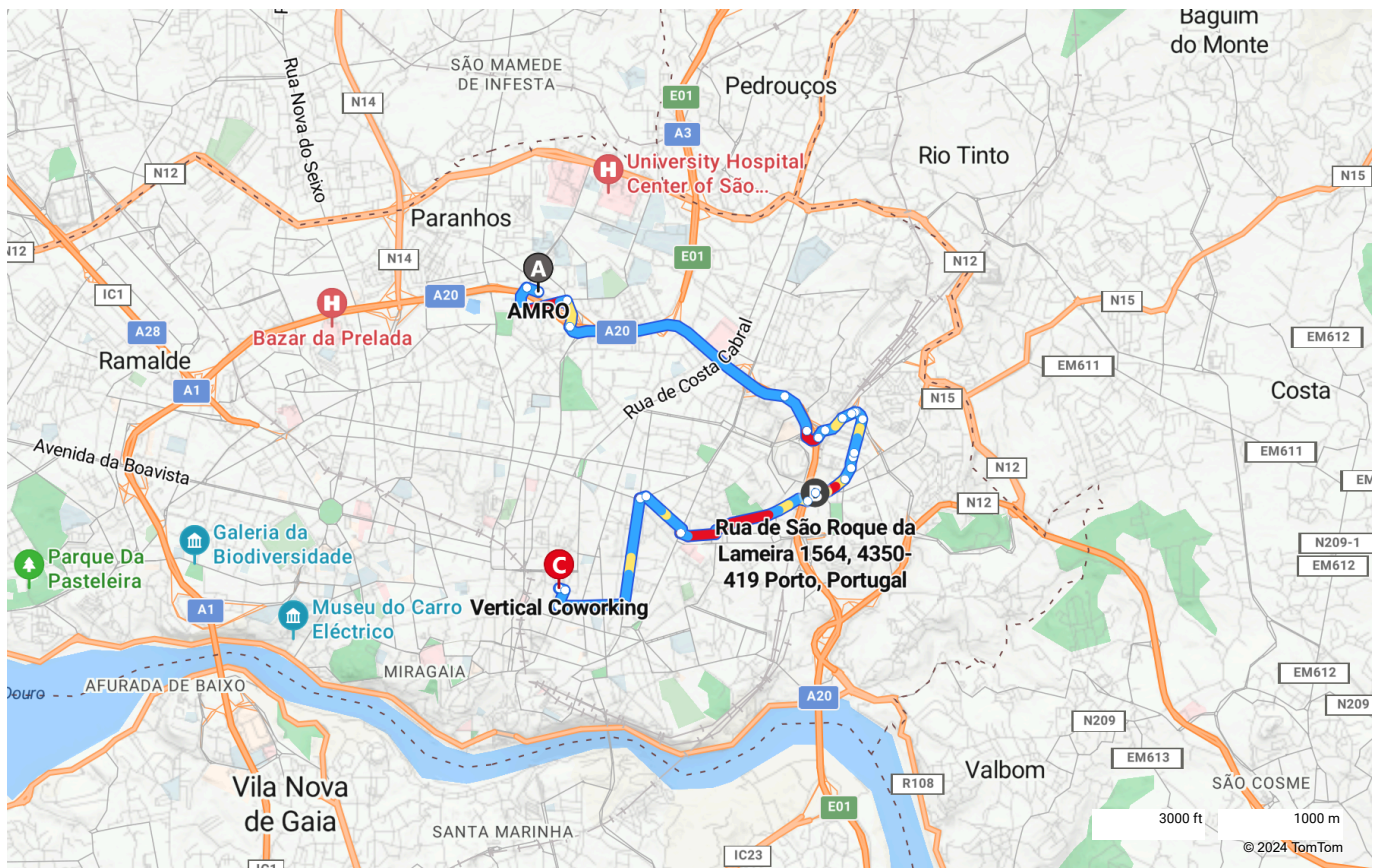 Baguim
do Monte
SÃO MAMEDE
DE INFESTA
Pedrouços
Rua Nova do Seixo
N14
E01
A3
Rio Tinto
University Hospital
Center of São...
N12
N15
Paranhos
N12
N14
E01
N12
IC1
A20
N15
A28
AMRO
A
A20
Bazar da Prelada
EM612
Ramalde
Rua de Costa Cabral
EM611
A1
Costa
N15
Avenida da Boavista
EM611
N12
EM
B
N12
Galeria da
Biodiversidade
Rua de São Roque da
Lameira 1564, 4350-
419 Porto, Portugal
N209-1
Parque Da
Pasteleira
C
EM612
A1
Museu do Carro
Eléctrico
Vertical Coworking
MIRAGAIA
EM612
AFURADA DE BAIXO
Douro
A20
N209
N209
EM613
Valbom
R108
SÃO COSME
Vila Nova
de Gaia
E01
SANTA MARINHA
3000 ft
1000 m
© 2024 TomTom
IC23
IC1
H
H